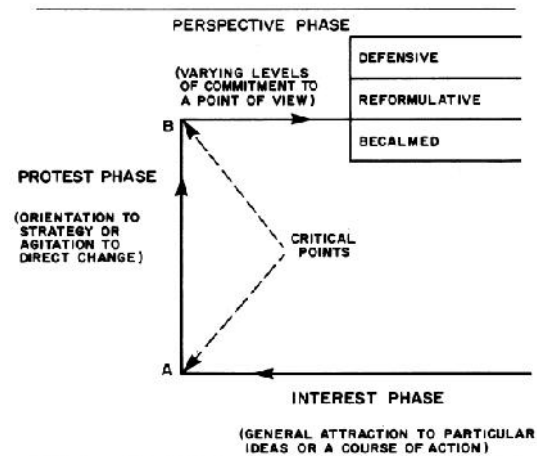 PERSPECTIVE PHASE
(VARYING LEVELS
OF COMMITMENT TO
A POINT OF VIEW)
DEFENSIVE
REFORMULATIVE
BECALMED
B
PROTEST PHASE
(ORIENTATION TO
STRATEGY OR
AGITATION TO
DIRECT CHANGE)
CRITICAL
POINTS
A
INTEREST PHASE
(GENERAL ATTRACTION TO PARTICULAR
IDEAS OR A COURSE OF ACTION)